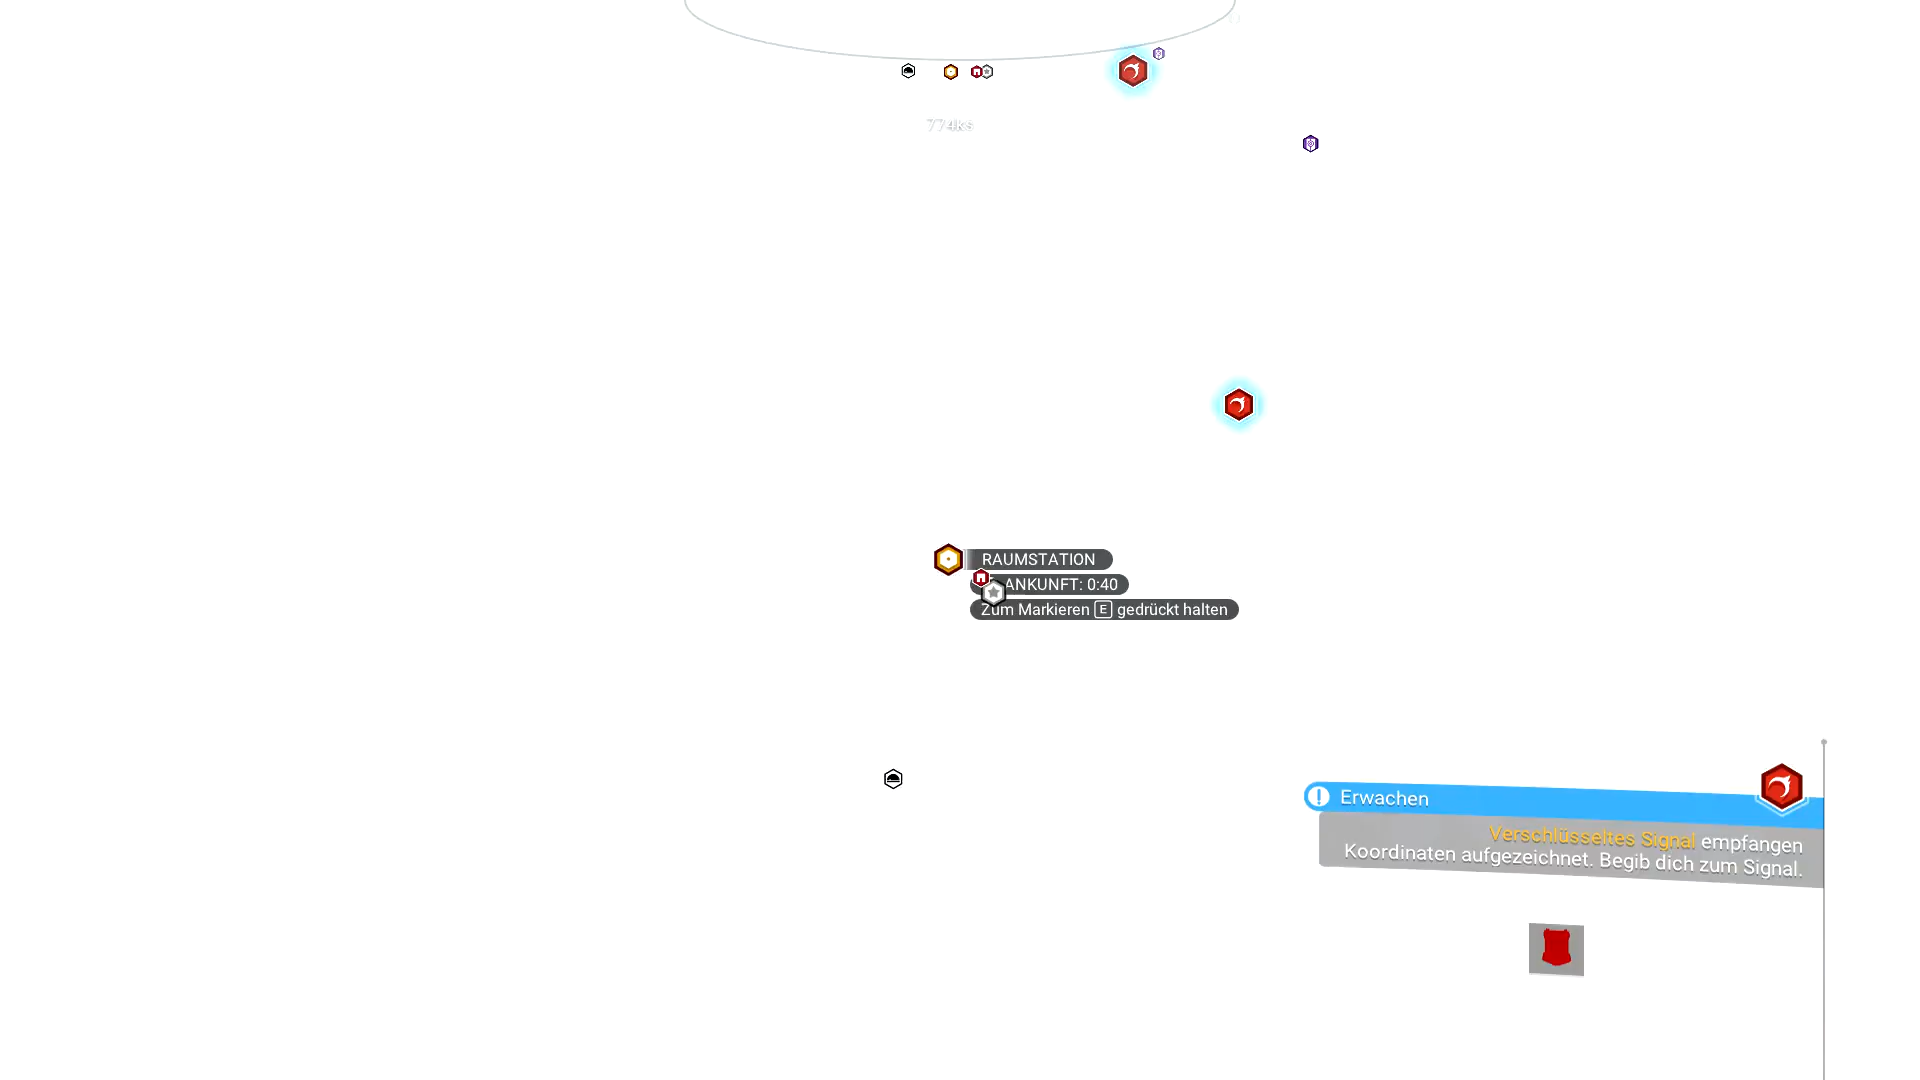 774ks
RAUMSTATION
ANKUNFT: 0:40
Zum Markieren E gedrückt halten
Erwachen
Verschlüsseltes Signal empfangen
Koordinaten aufgezeichnet. Begib dich zum Signal.